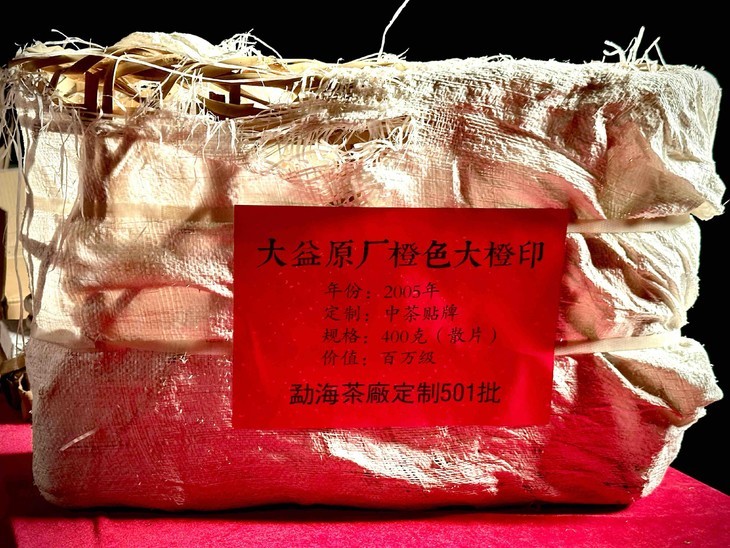 大益原厂橙色大橙印
年份：2005年
定制：中茶贴牌
规格：400克（散片）
价值：百万级
勐海茶廠定制501批